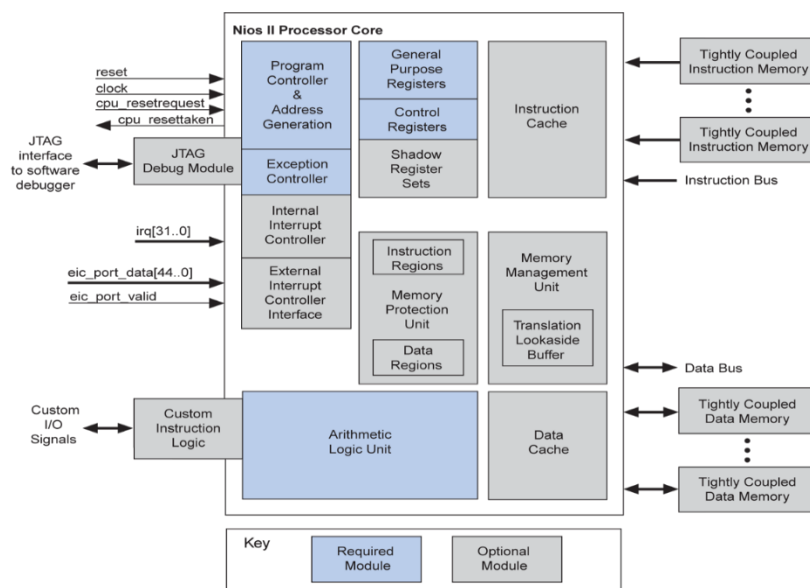 Nios II Processor Core
reset
clock
cpu_resetrequest
cpu_resettaken
JTAG
interface
to software
debugger
JTAG
Debug Module
irq[31..0]
eic_port_data[44..0]
eic_port_valid
Custom
I/O
Signals
Custom
Instruction
Logic
Program
Controller
&
Address
Generation
Exception
Controller
Internal
Interrupt
Controller
External
Interrupt
Controller
Interface
General
Purpose
Registers
Control
Registers
Shadow
Register
Sets
Instruction
Cache
Instruction
Regions
Memory
Protection
Unit
Data
Regions
Memory
Management
Unit
Translation
Lookaside
Buffer
Arithmetic
Logic Unit
Data
Cache
Tightly Coupled
Instruction Memory
Tightly Coupled
Instruction Memory
Instruction Bus
Data Bus
Tightly Coupled
Data Memory
Tightly Coupled
Data Memory
Key
Required
Module
Optional
Module